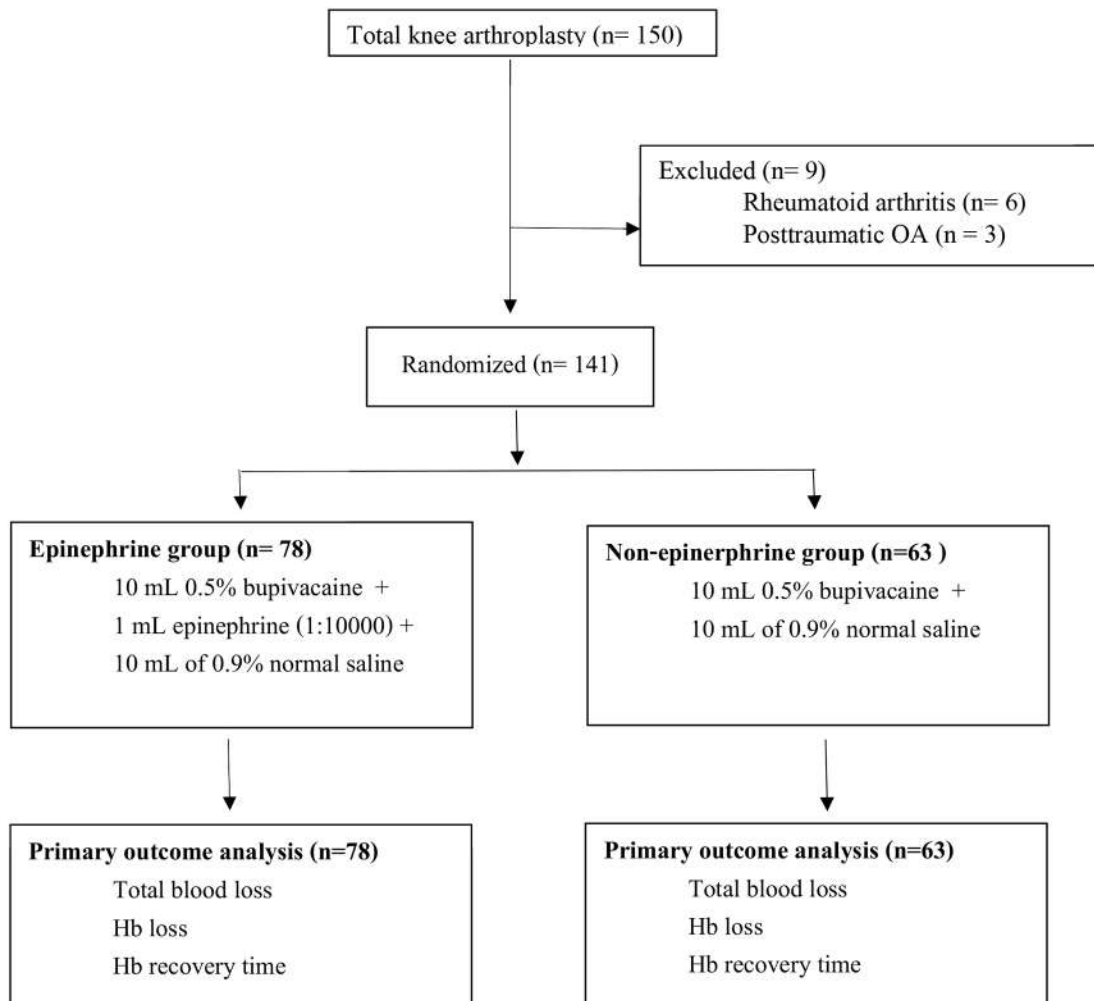 Total knee arthroplasty (n= 150)
Excluded (n= 9)
Rheumatoid arthritis (n= 6)
Posttraumatic OA (n = 3)
Randomized (n= 141)
Epinephrine group (n= 78)
10 mL 0.5% bupivacaine +
1 mL epinephrine (1:10000) +
10 mL of 0.9% normal saline
Non-epinerphrine group (n=63 )
10 mL 0.5% bupivacaine +
10 mL of 0.9% normal saline
Primary outcome analysis (n=78)
Total blood loss
Hb loss
Hb recovery time
Primary outcome analysis (n=63)
Total blood loss
Hb loss
Hb recovery time